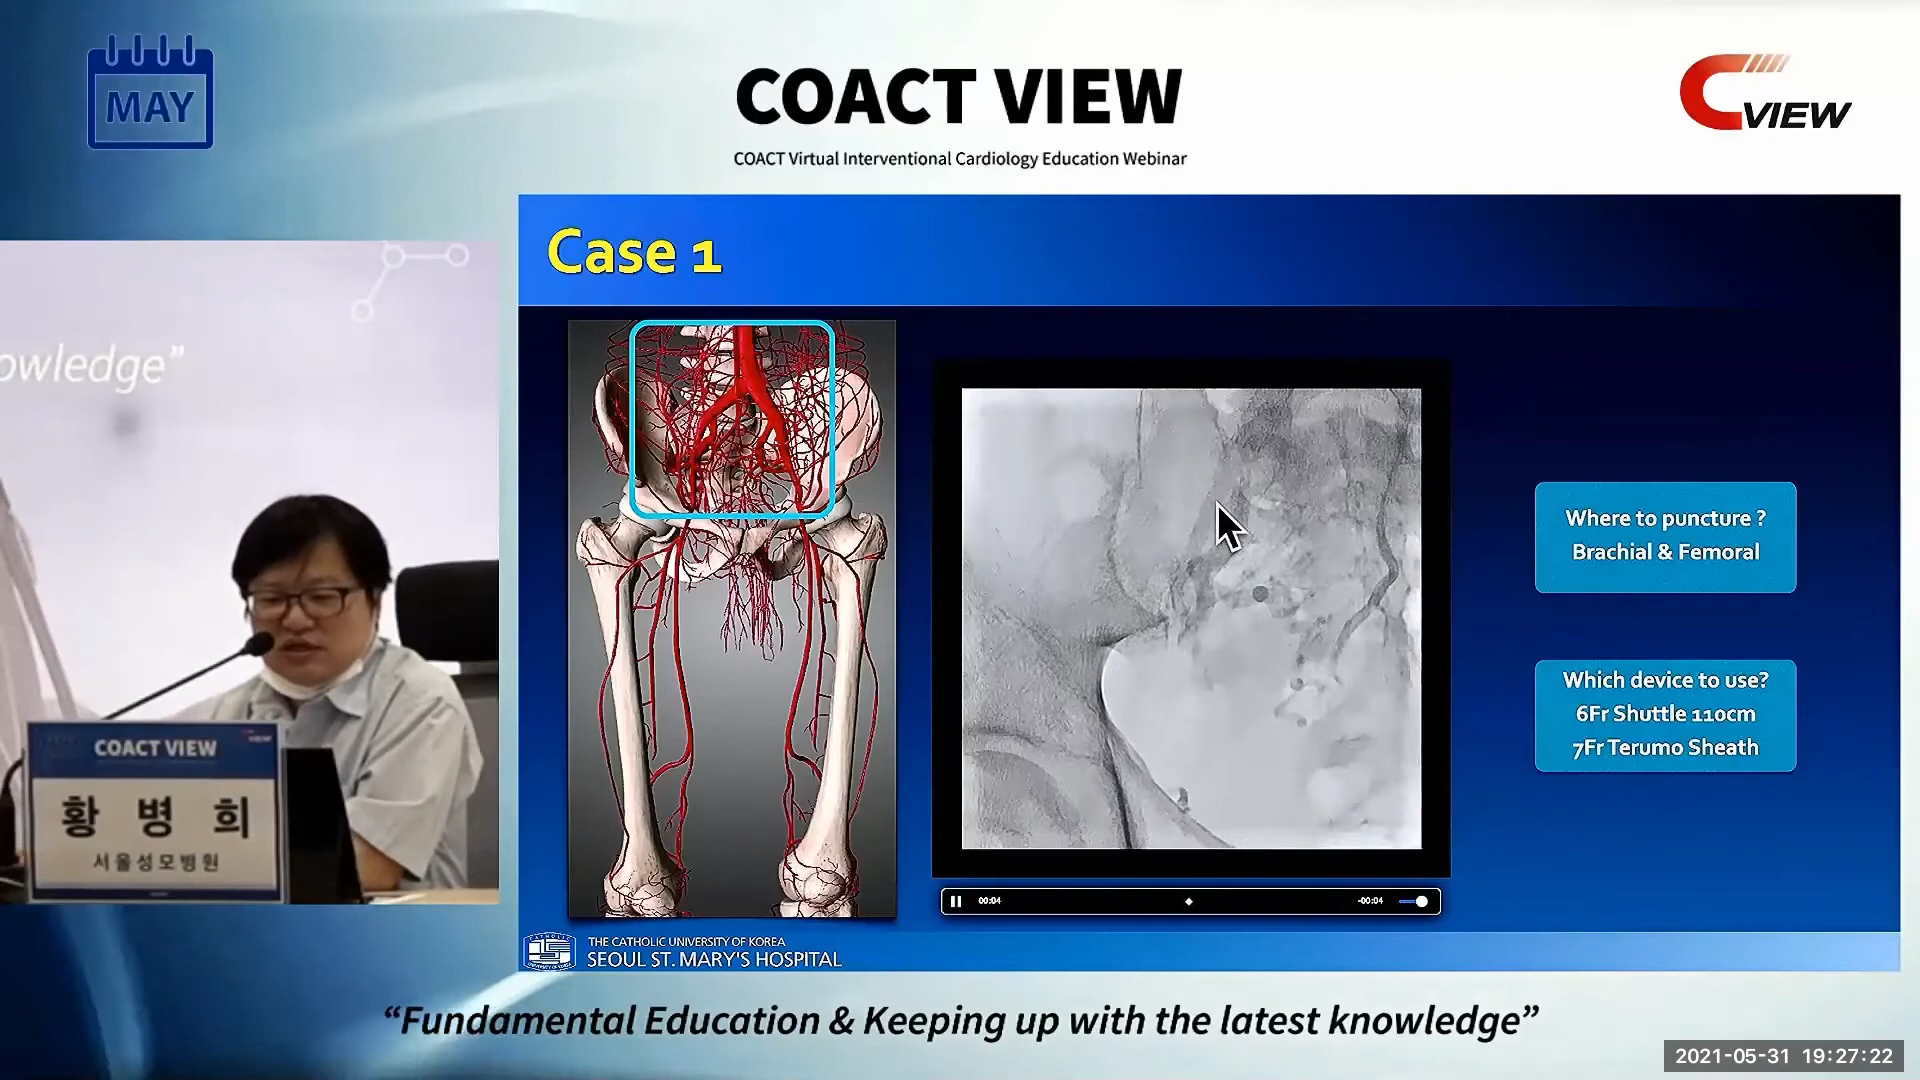 MAY
COACT VIEW
COACT Virtual Interventional Cardiology Education Webinar
CVIEW
Case 1
owledge”
Where to puncture ?
Brachial & Femoral
Which device to use?
6Fr Shuttle 110cm
7Fr Terumo Sheath
COACT VIEW
황 병 희
서울성모병원
00:04
-00:04
THE CATHOLIC UNIVERSITY OF KOREA
SEOUL ST. MARY'S HOSPITAL
“Fundamental Education & Keeping up with the latest knowledge”
2021-05-31 19:27:22